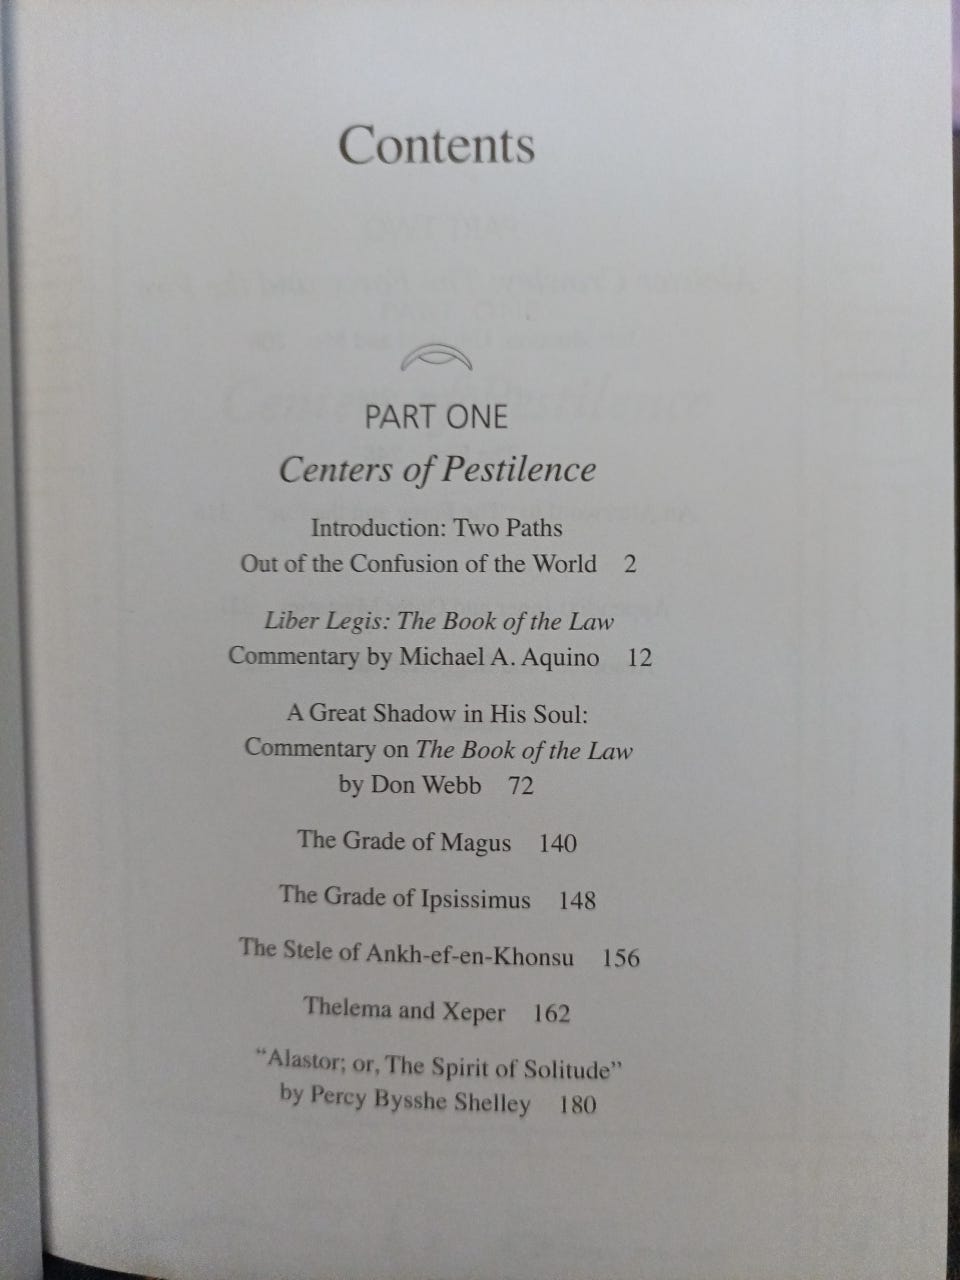 Contents
PART ONE
Centers of Pestilence
Introduction: Two Paths
Out of the Confusion of the World 2
Liber Legis: The Book of the Law
Commentary by Michael A. Aquino 12
A Great Shadow in His Soul:
Commentary on The Book of the Law
by Don Webb 72
The Grade of Magus 140
The Grade of Ipsissimus 148
The Stele of Ankh-ef-en-Khonsu 156
Thelema and Xeper 162
“Alastor; or, The Spirit of Solitude”
by Percy Bysshe Shelley 180